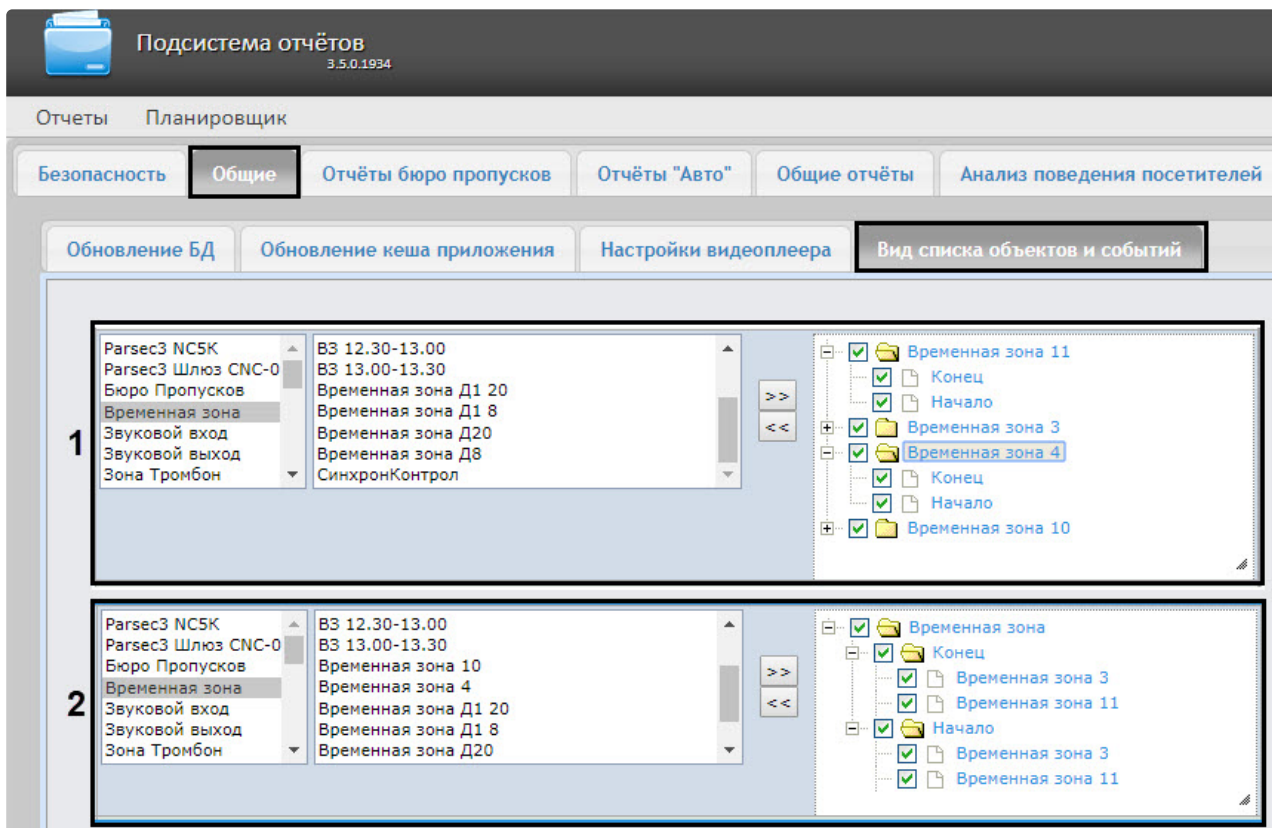 Подсистема отчётов
3.5.0.1934
Отчеты Планировщик
Безопасность Общие Отчёты бюро пропусков Отчёты "Авто" Общие отчёты Анализ поведения посетителей
Обновление БД Обновление кеша приложения Настройки видеоплеера Вид списка объектов и событий
1
Parsec3 NC5K
Parsec3 Шлюз CNC-0
Бюро Пропусков
Временная зона
Звуковой вход
Звуковой выход
Зона Тромбон
ВЗ 12.30-13.00
ВЗ 13.00-13.30
Временная зона Д1 20
Временная зона Д1 8
Временная зона Д20
Временная зона Д8
СинхронКонтрол
>>
<<
Временная зона 11
Конец
Начало
Временная зона 3
Временная зона 4
Конец
Начало
Временная зона 10
2
Parsec3 NC5K
Parsec3 Шлюз CNC-0
Бюро Пропусков
Временная зона
Звуковой вход
Звуковой выход
Зона Тромбон
ВЗ 12.30-13.00
ВЗ 13.00-13.30
Временная зона 10
Временная зона 4
Временная зона Д1 20
Временная зона Д1 8
Временная зона Д20
>>
<<
Временная зона
Конец
Временная зона 3
Временная зона 11
Начало
Временная зона 3
Временная зона 11